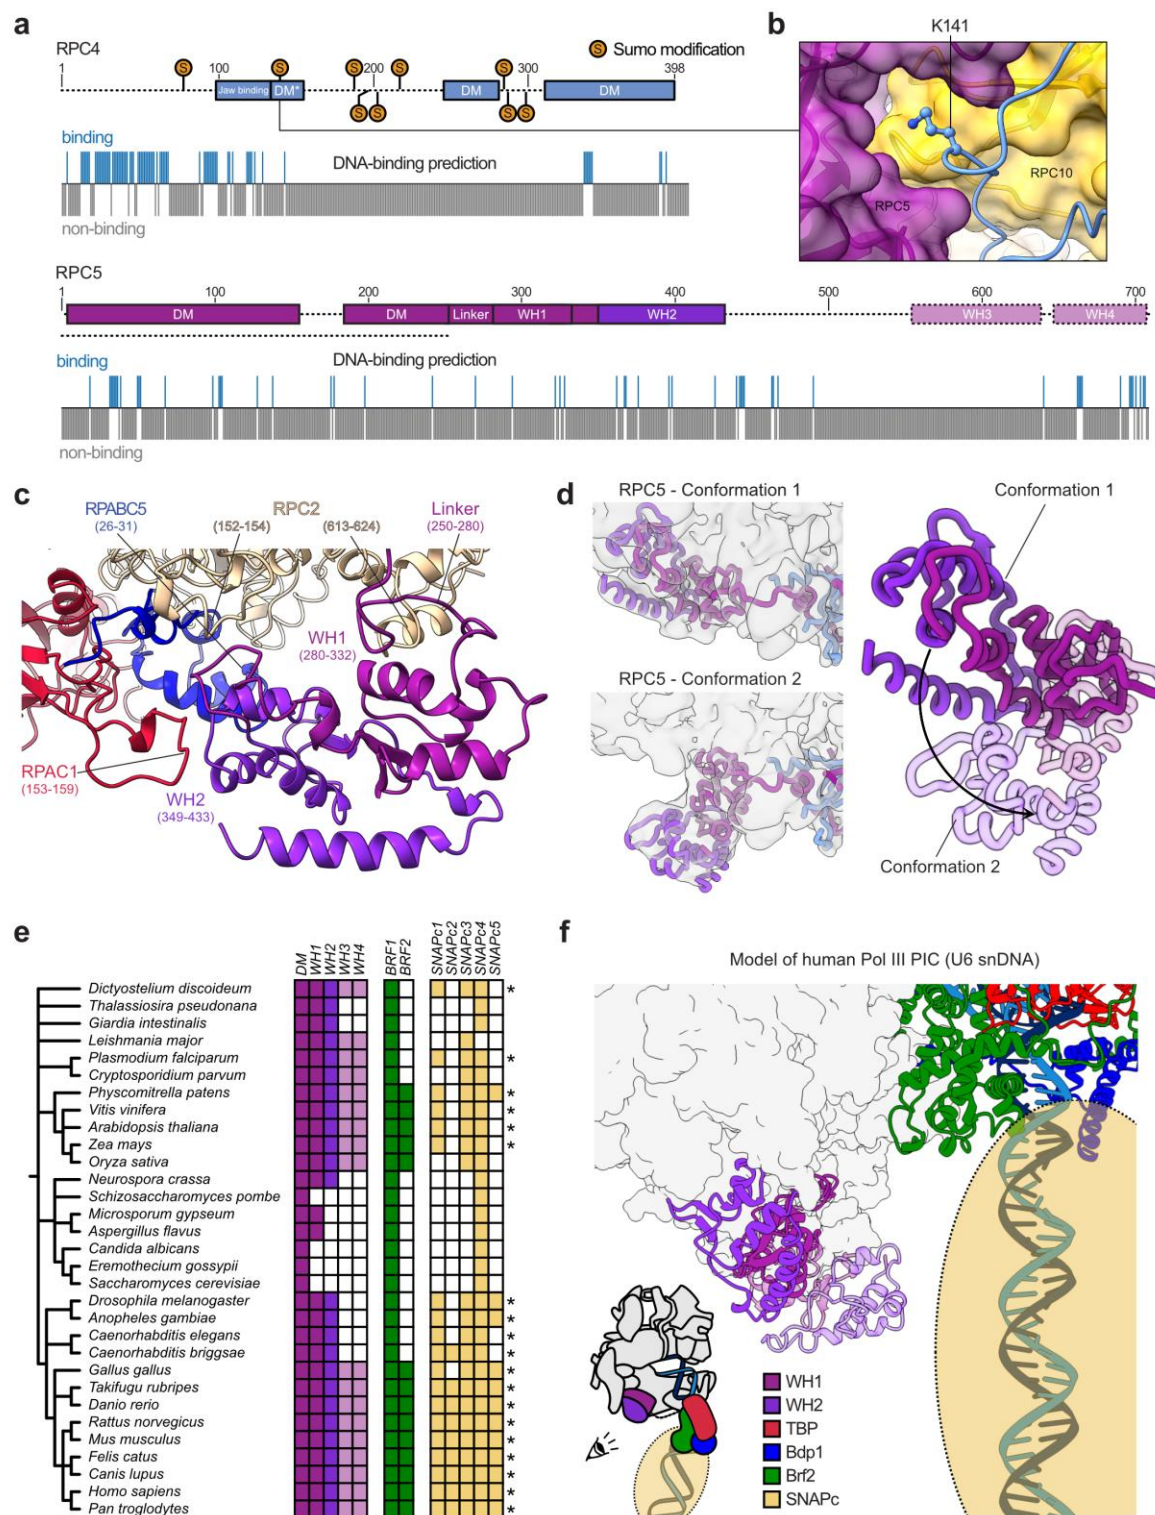 a
RPC4
S Sumo modification
1
100
200
300
398
S S S S S
Jaw binding DM* DM DM
S S S S
binding
DNA-binding prediction
non-binding
b
K141
RPC5
RPC10
RPC5
1 100 200 300 400 500 600 700
DM DM Linker WH1 WH2 WH3 WH4
binding
DNA-binding prediction
non-binding
c
RPABC5
(26-31)
RPC2
(152-154) (613-624)
Linker
(250-280)
WH1
(280-332)
RPAC1
(153-159)
WH2
(349-433)
d
RPC5 - Conformation 1
RPC5 - Conformation 2
Conformation 1
Conformation 2
e
DM WH1 WH2 WH3 WH4
BRF1 BRF2
SNAPc1 SNAPc2 SNAPc3 SNAPc4 SNAPc5
Dictyostelium discoideum *
Thalassiosira pseudonana
Giardia intestinalis
Leishmania major
Plasmodium falciparum *
Cryptosporidium parvum
Physcomitrella patens *
Vitis vinifera *
Arabidopsis thaliana *
Zea mays *
Oryza sativa
Neurospora crassa
Schizosaccharomyces pombe
Microsporum gypseum
Aspergillus flavus
Candida albicans
Eremothecium gossypii
Saccharomyces cerevisiae
Drosophila melanogaster *
Anopheles gambiae *
Caenorhabditis elegans *
Caenorhabditis briggsae *
Gallus gallus *
Takifugu rubripes *
Danio rerio *
Rattus norvegicus *
Mus musculus *
Felis catus *
Canis lupus *
Homo sapiens *
Pan troglodytes *
f
Model of human Pol III PIC (U6 snDNA)
WH1
WH2
TBP
Bdp1
Brf2
SNAPc